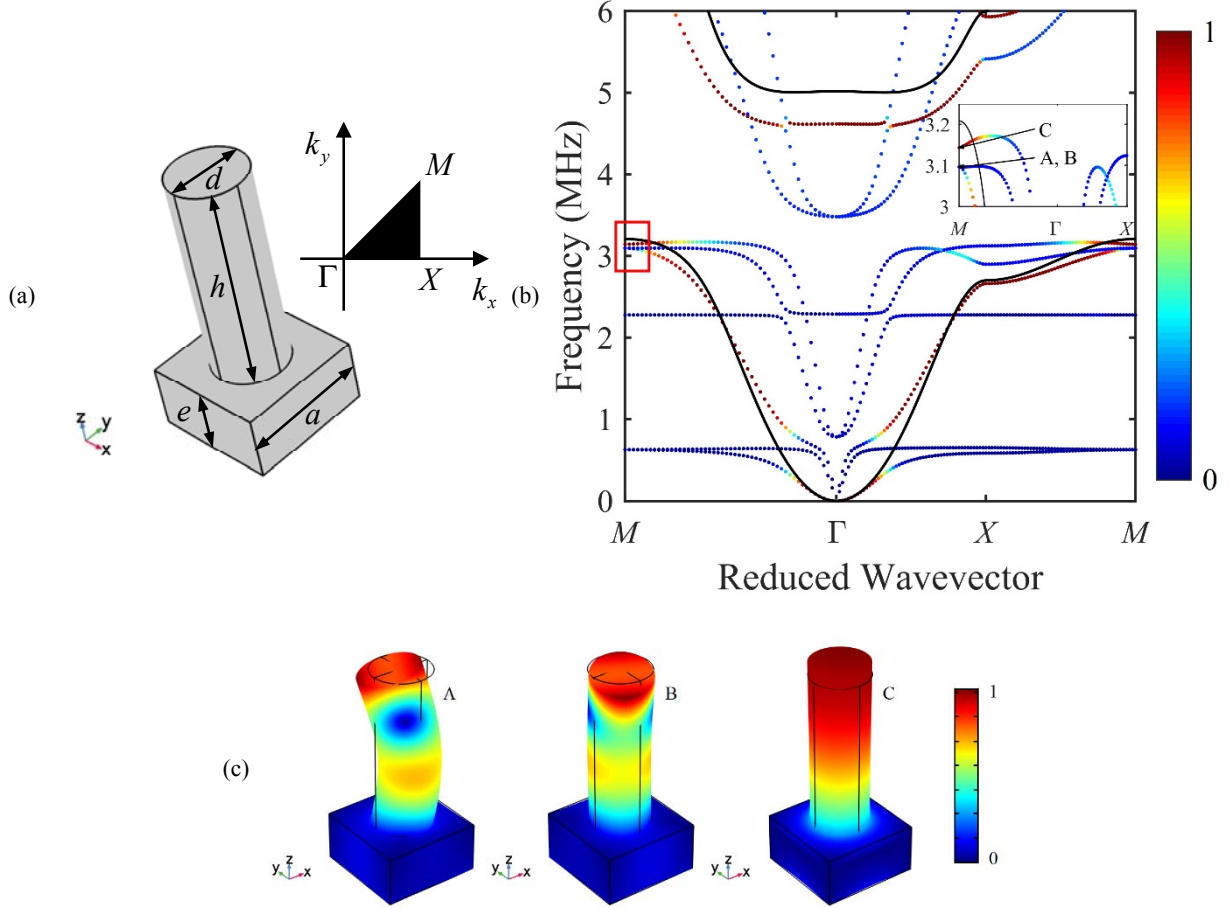 (a)
d
h
e
a
z
y
x
k_y
M
Γ
X
k_x
(b)
Frequency (MHz)
6
5
4
3
2
1
0
M
Γ
X
M
Reduced Wavevector
3.2
3.1
3
C
A, B
M
Γ
X
1
0
(c)
A
y z x
B
y z x
C
y z x
1
0